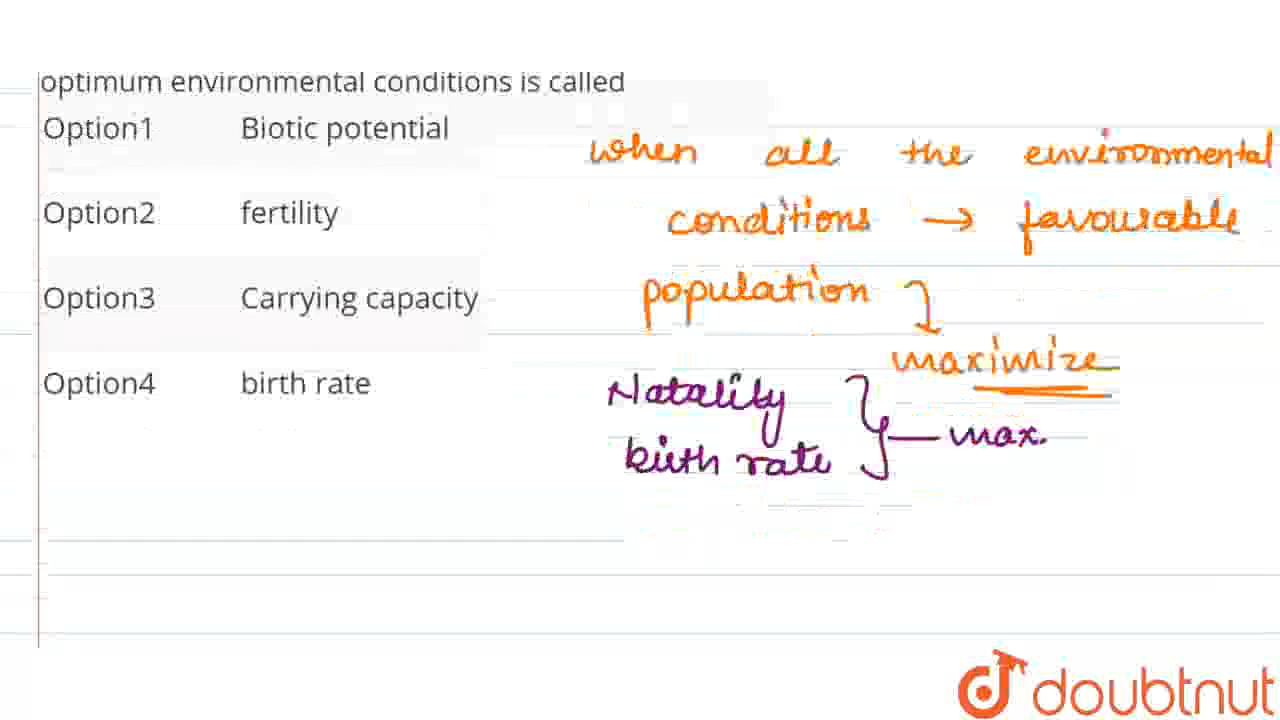 optimum environmental conditions is called
Option1 Biotic potential
Option2 fertility
Option3 Carrying capacity
Option4 birth rate
when all the environmental
conditions → favourable
population
maximize
Natality
birth rate
max.
doubtnut